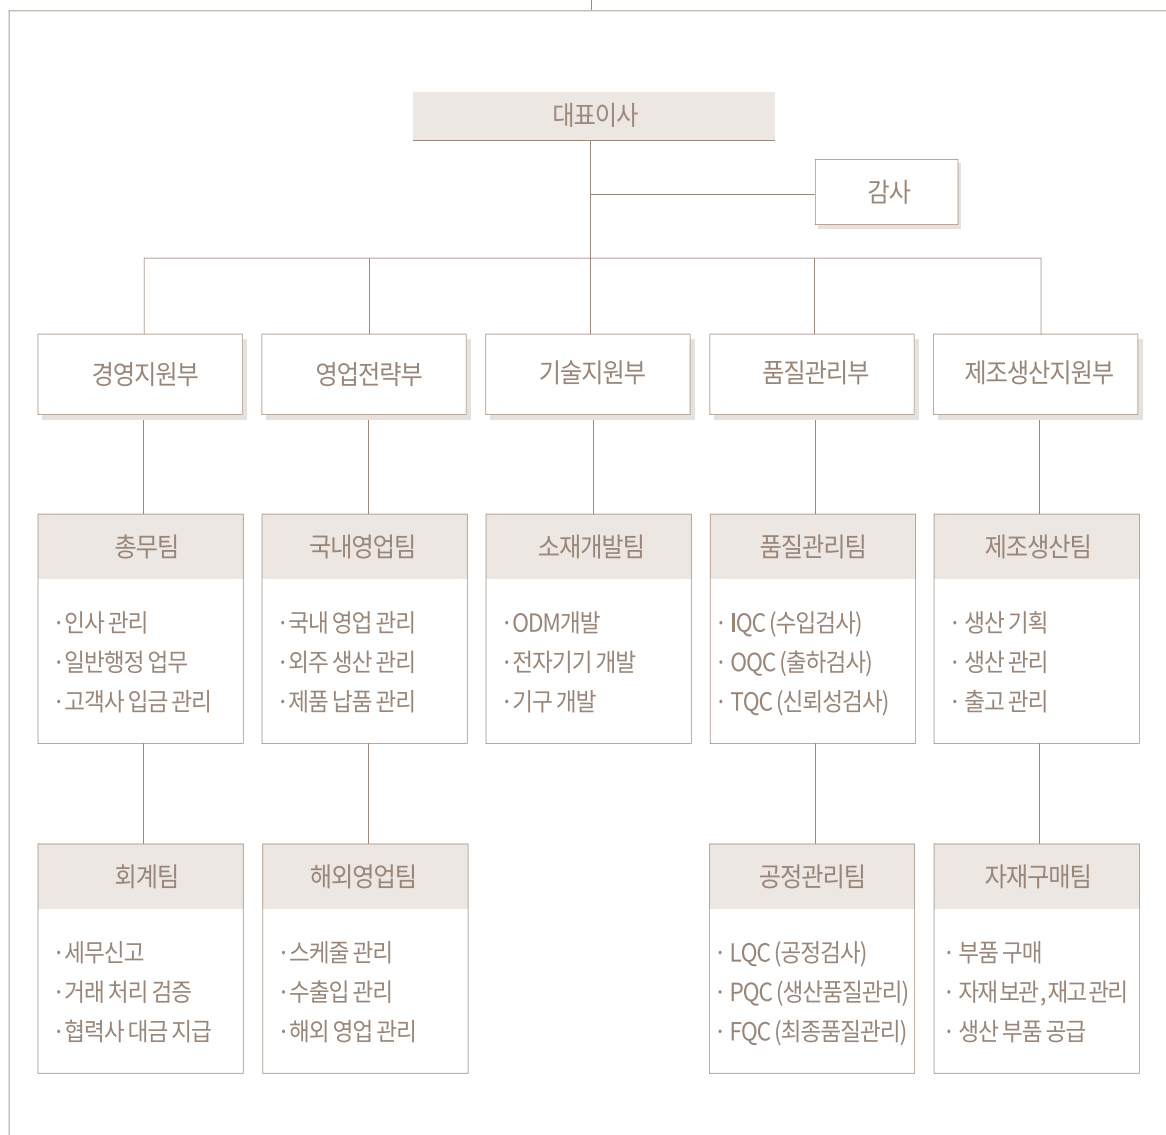 대표이사
감사
경영지원부
영업전략부
기술지원부
품질관리부
제조생산지원부
총무팀
· 인사 관리
· 일반행정 업무
· 고객사 입금 관리
국내영업팀
· 국내 영업 관리
· 외주 생산 관리
· 제품 납품 관리
소재개발팀
· ODM개발
· 전자기기 개발
· 기구 개발
품질관리팀
· IQC (수입검사)
· OQC (출하검사)
· TQC (신뢰성검사)
제조생산팀
· 생산 기획
· 생산 관리
· 출고 관리
회계팀
· 세무신고
· 거래 처리 검증
· 협력사 대금 지급
해외영업팀
· 스케줄 관리
· 수출입 관리
· 해외 영업 관리
공정관리팀
· LQC (공정검사)
· PQC (생산품질관리)
· FQC (최종품질관리)
자재구매팀
· 부품 구매
· 자재 보관, 재고 관리
· 생산 부품 공급